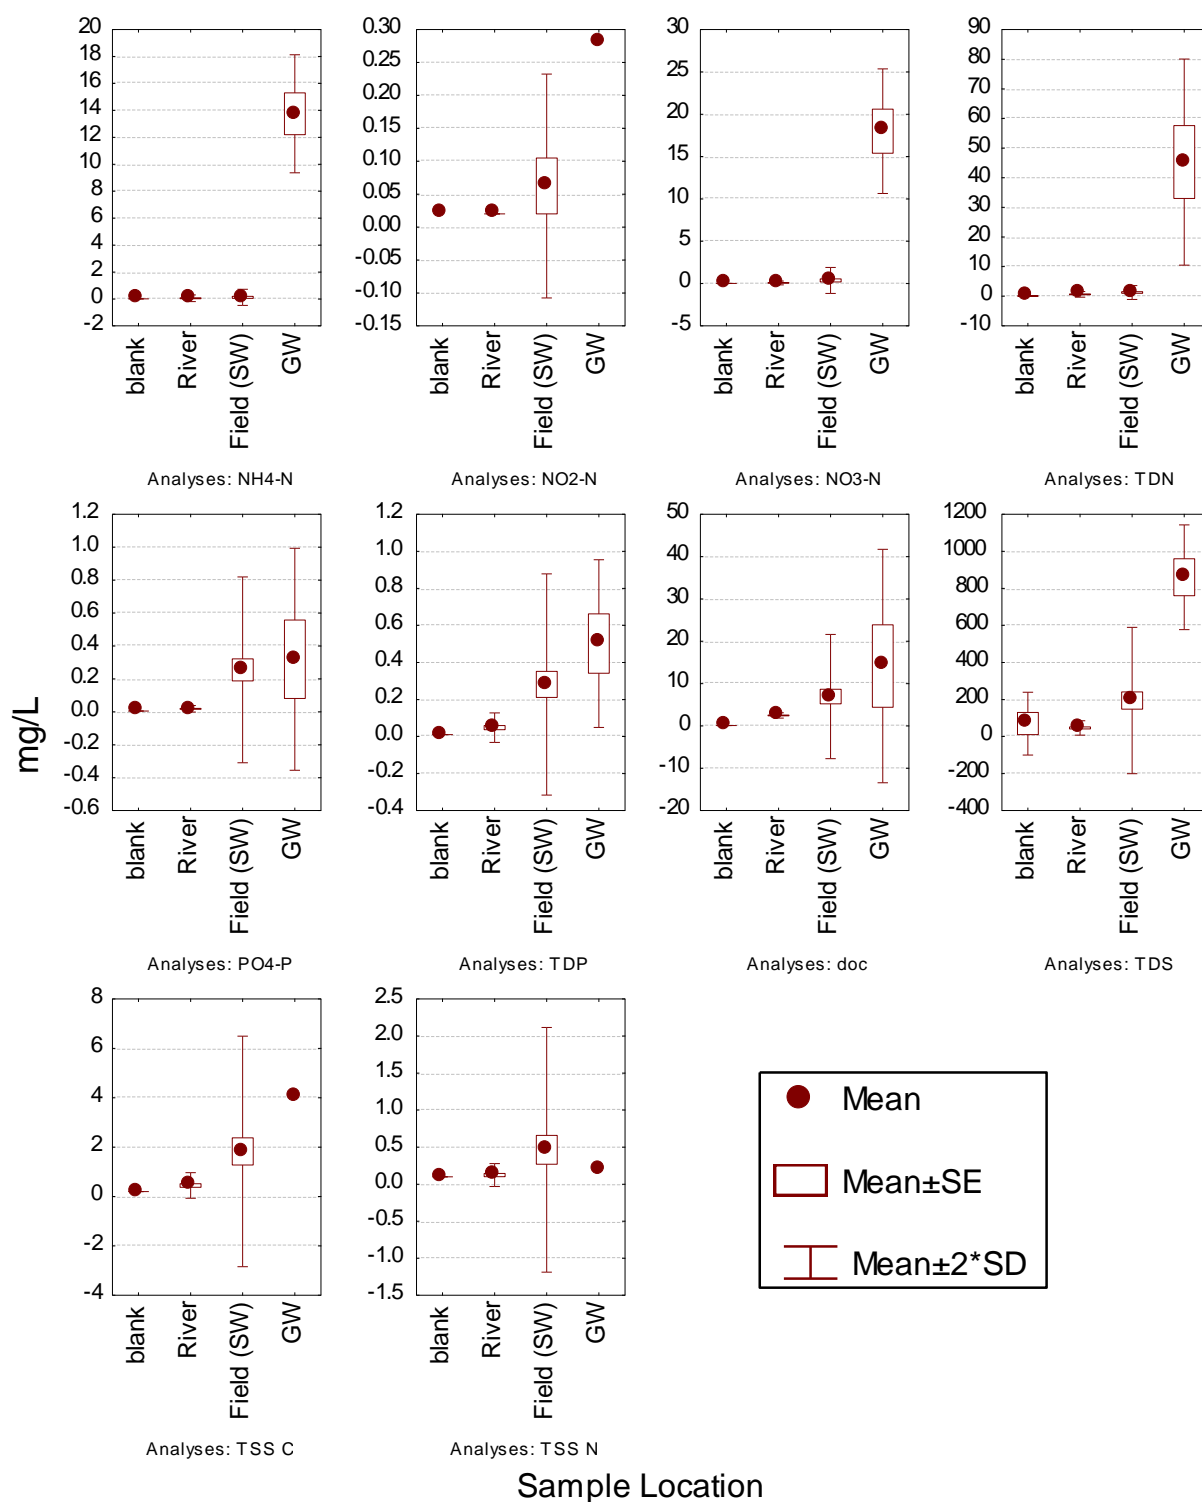 20
18
16
14
12
10
8
6
4
2
0
-2
blank
River
Field (SW)
GW
Analyses: NH4-N
0.30
0.25
0.20
0.15
0.10
0.05
0.00
-0.05
-0.10
-0.15
blank
River
Field (SW)
GW
Analyses: NO2-N
30
25
20
15
10
5
0
-5
blank
River
Field (SW)
GW
Analyses: NO3-N
90
80
70
60
50
40
30
20
10
0
-10
blank
River
Field (SW)
GW
Analyses: TDN
mg/L
1.2
1.0
0.8
0.6
0.4
0.2
0.0
-0.2
-0.4
-0.6
blank
River
Field (SW)
GW
Analyses: PO4-P
1.2
1.0
0.8
0.6
0.4
0.2
0.0
-0.2
-0.4
blank
River
Field (SW)
GW
Analyses: TDP
50
40
30
20
10
0
-10
-20
blank
River
Field (SW)
GW
Analyses: doc
1200
1000
800
600
400
200
0
-200
-400
blank
River
Field (SW)
GW
Analyses: TDS
8
6
4
2
0
-2
-4
blank
River
Field (SW)
GW
Analyses: TSS C
2.5
2.0
1.5
1.0
0.5
0.0
-0.5
-1.0
-1.5
blank
River
Field (SW)
GW
Analyses: TSS N
Mean
Mean±SE
Mean±2*SD
Sample Location